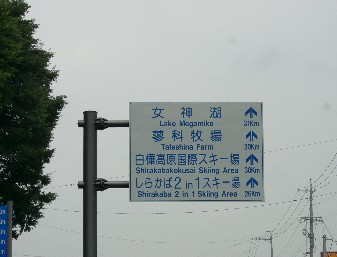 女神湖
Lake Megamiko 31Km
蓼科牧場
Tateshina Farm 30Km
白樺高原国際スキー場
Shirakabakokusai Skiing Area 30Km
しらかば2in1スキー場
Shirakaba 2 in 1 Skiing Area 26Km